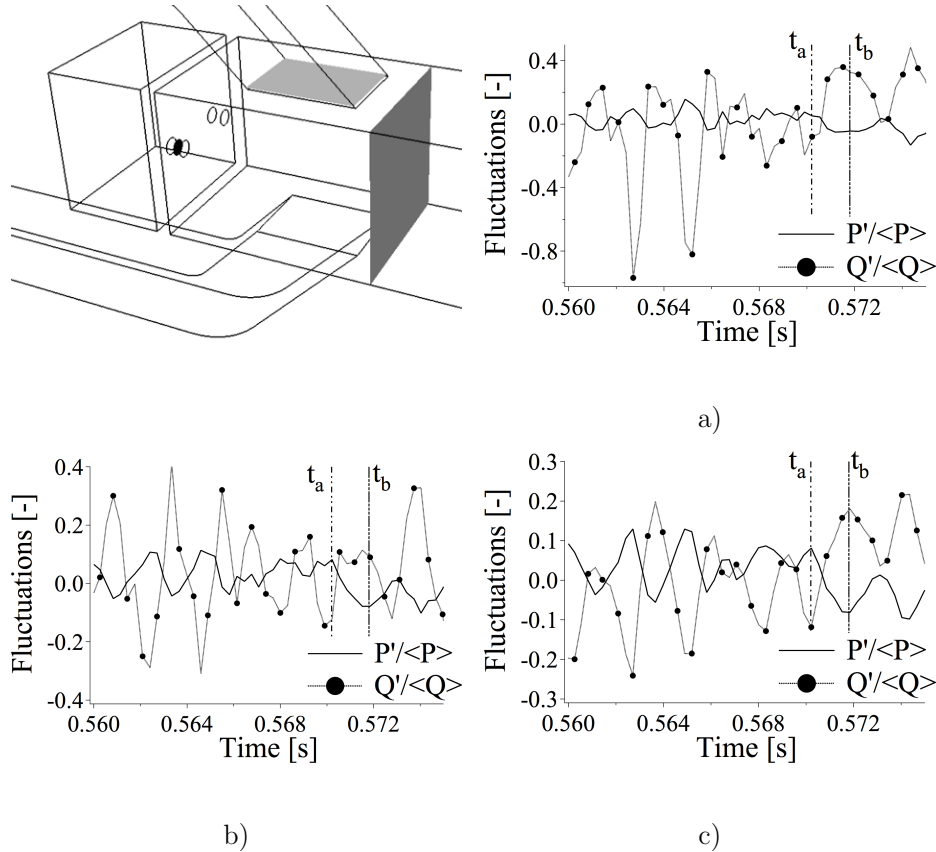 t_a t_b
Fluctuations [-]
0.4
0.0
-0.4
-0.8
P'/<P>
Q'/<Q>
0.560 0.564 0.568 0.572
Time [s]
a)
t_a t_b
Fluctuations [-]
0.4
0.2
0.0
-0.2
-0.4
P'/<P>
Q'/<Q>
0.560 0.564 0.568 0.572
Time [s]
b)
t_a t_b
Fluctuations [-]
0.3
0.2
0.1
0.0
-0.1
-0.2
-0.3
P'/<P>
Q'/<Q>
0.560 0.564 0.568 0.572
Time [s]
c)